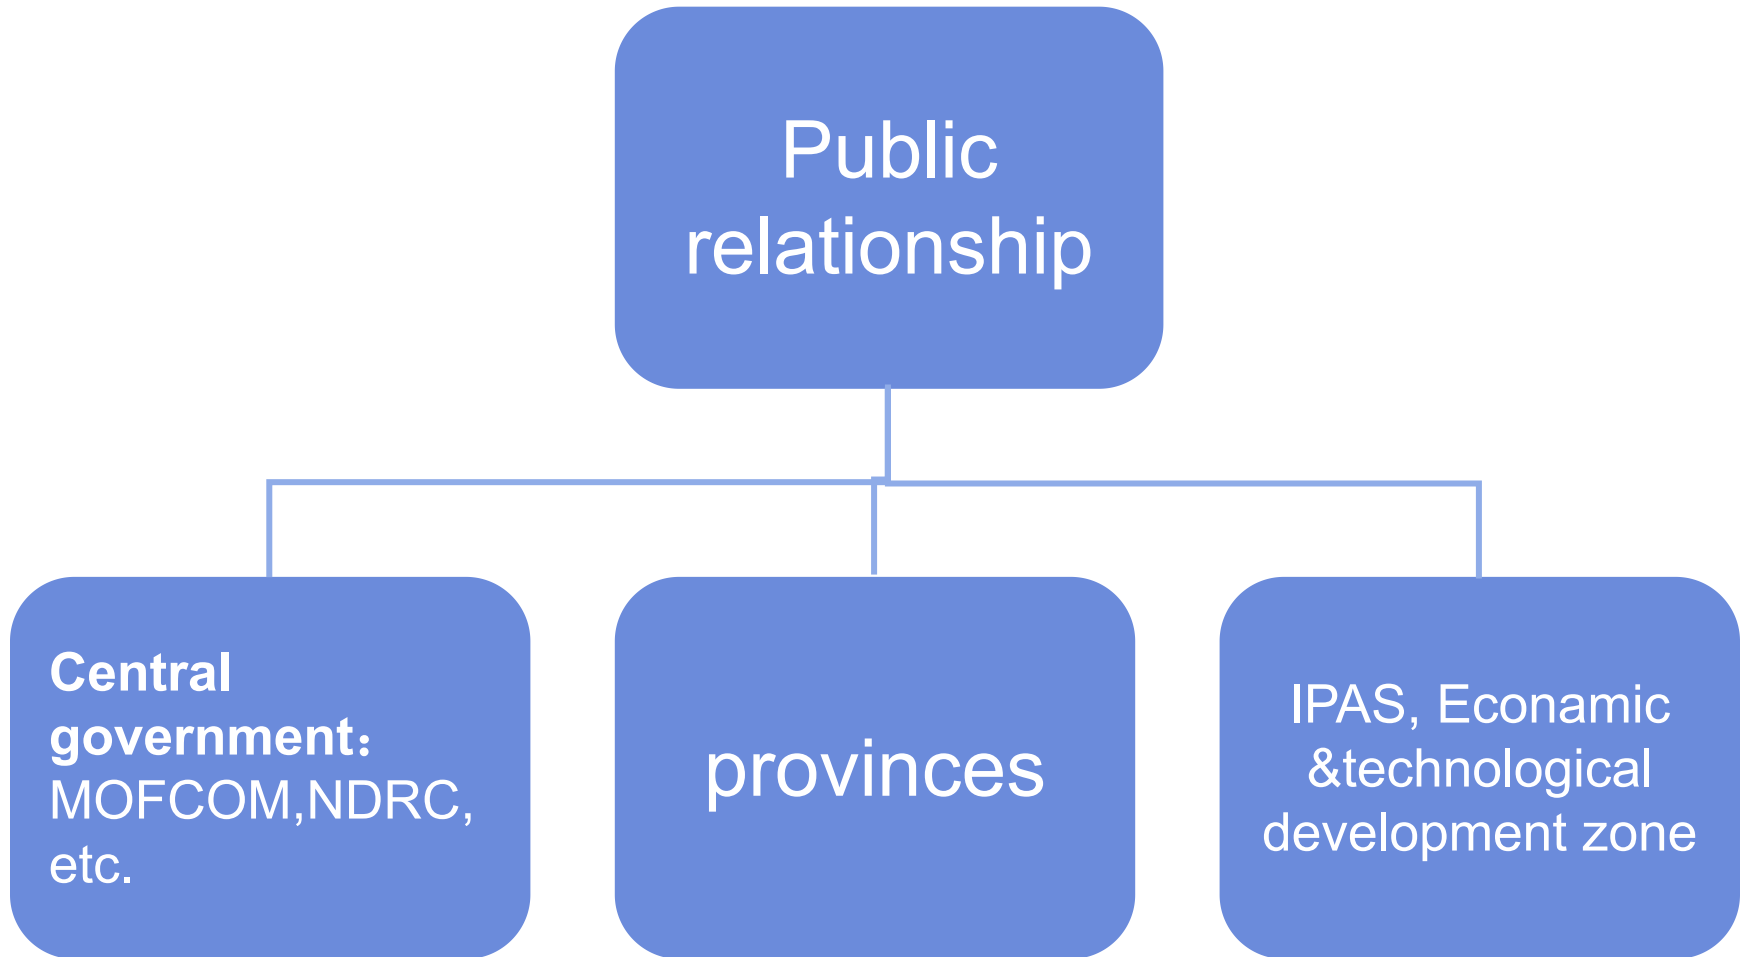 Public
relationship
Central
government：
MOFCOM,NDRC,
etc.
provinces
IPAS, Econamic
&technological
development zone